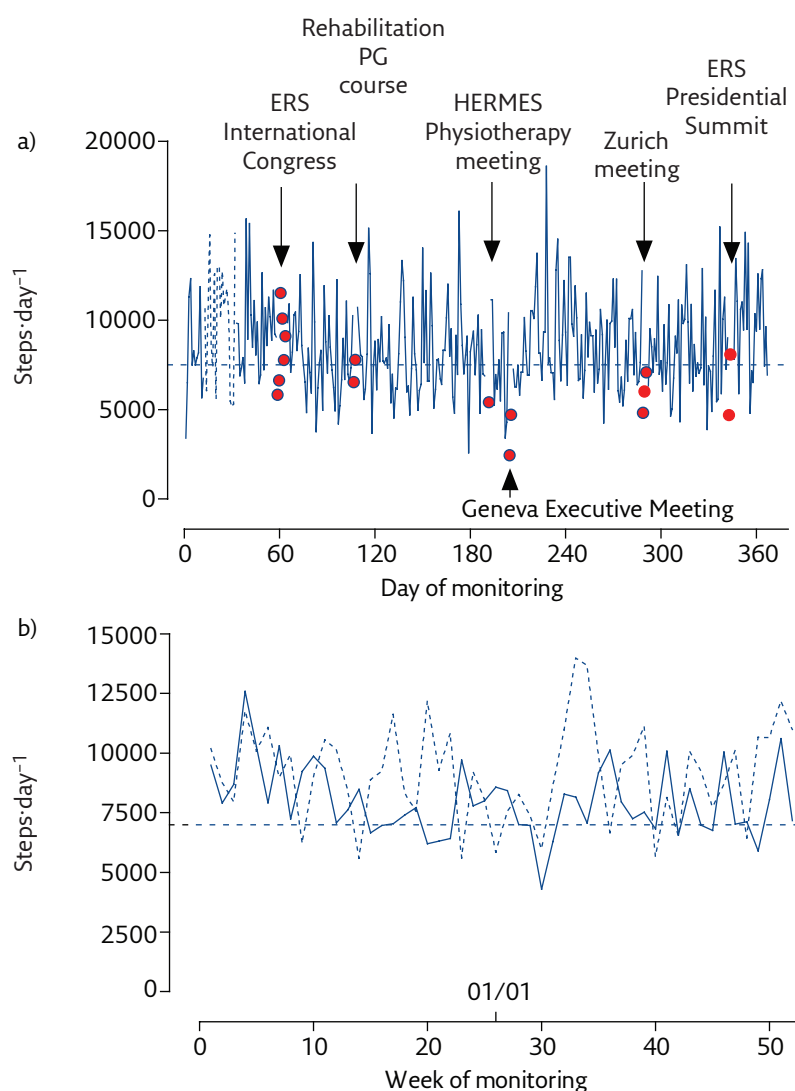 Rehabilitation
PG
course
ERS
International
Congress
HERMES
Physiotherapy
meeting
Zurich
meeting
ERS
Presidential
Summit
a)
20000
15000
10000
5000
0
Steps·day⁻¹
Geneva Executive Meeting
0 60 120 180 240 300 360
Day of monitoring
b)
15000
12500
10000
7500
5000
2500
0
Steps·day⁻¹
01/01
0 10 20 30 40 50
Week of monitoring